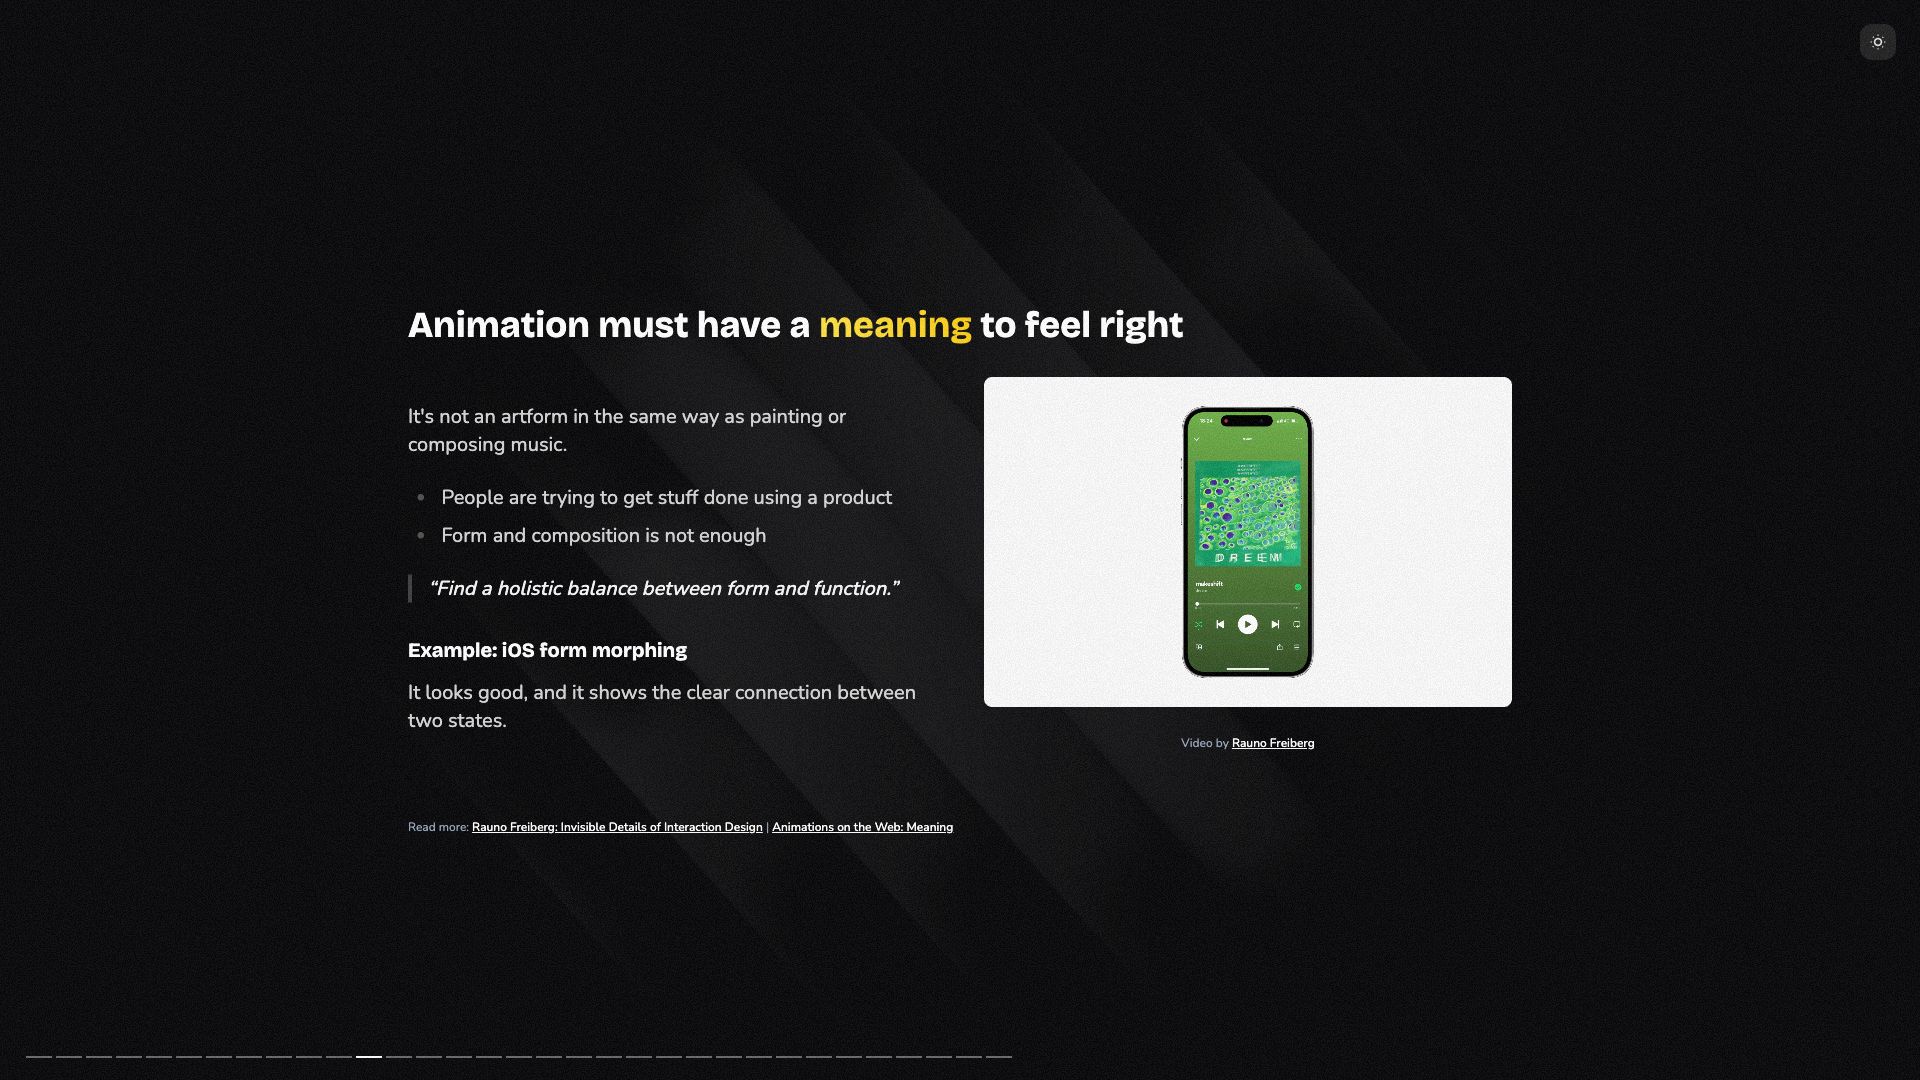 Animation must have a meaning to feel right
It's not an artform in the same way as painting or
composing music.
People are trying to get stuff done using a product
Form and composition is not enough
“Find a holistic balance between form and function.”
Example: iOS form morphing
It looks good, and it shows the clear connection between
two states.
DREEM
makeshift
Video by Rauno Freiberg
Read more: Rauno Freiberg: Invisible Details of Interaction Design | Animations on the Web: Meaning